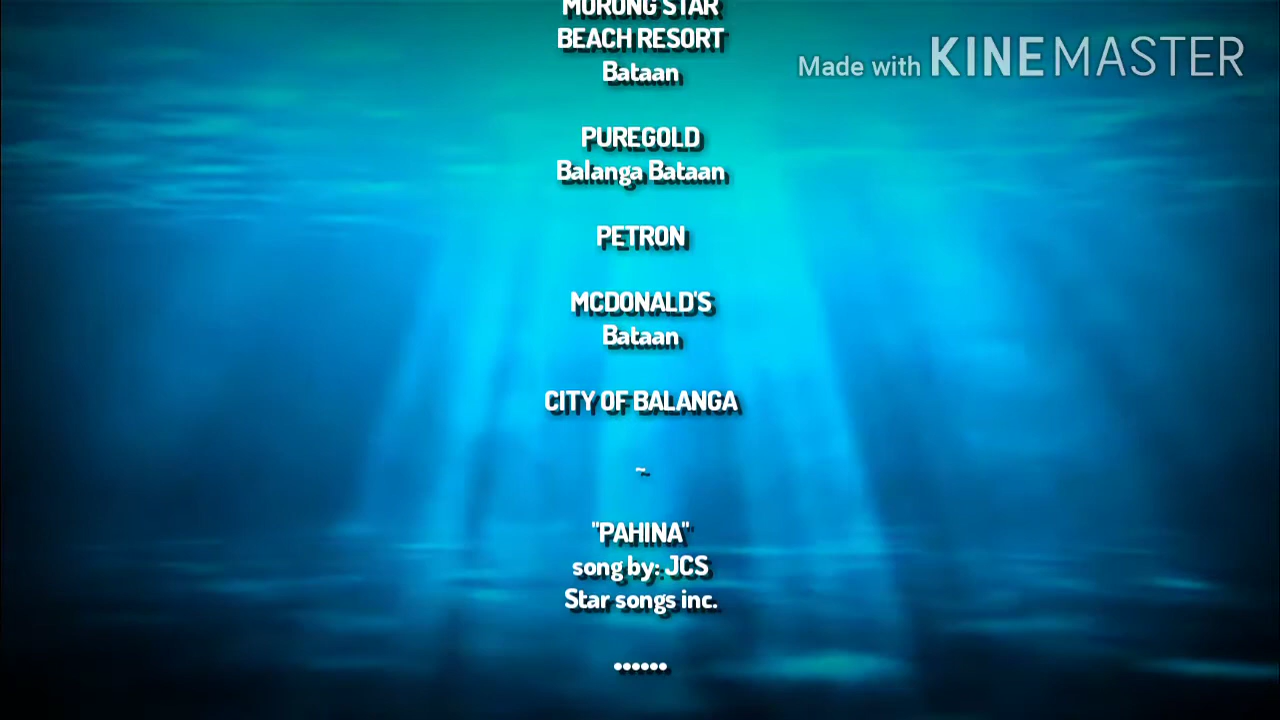 MORONG STAR
BEACH RESORT
Bataan
Made with KINEMASTER
PUREGOLD
Balanga Bataan
PETRON
MCDONALD'S
Bataan
CITY OF BALANGA
~
"PAHINA"
song by: JCS
Star songs inc.
••••••